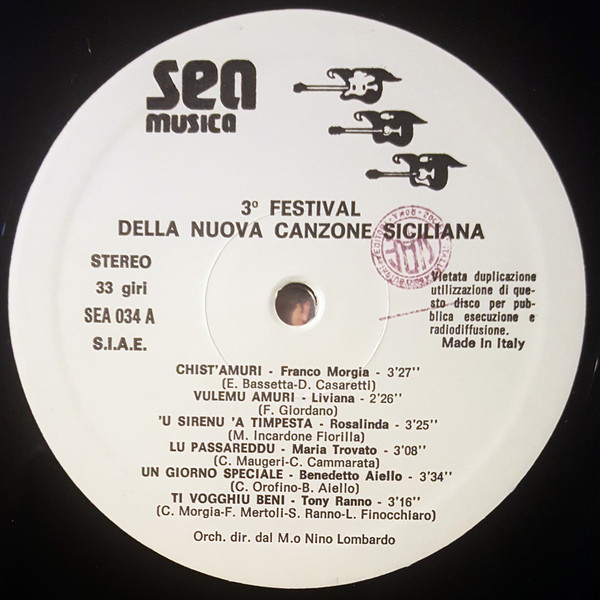 sea
musica
3º FESTIVAL
DELLA NUOVA CANZONE SICILIANA
STEREO
33 giri
SEA 034 A
S.I.A.E.
Vietata duplicazione
utilizzazione di que-
sto disco per pub-
blica esecuzione e
radiodiffusione.
Made In Italy
CHIST'AMURI - Franco Morgia - 3'27''
(E. Bassetta-D. Casaretti)
VULEMU AMURI - Liviana - 2'26''
(F. Giordano)
'U SIRENU 'A TIMPESTA - Rosalinda - 3'25''
(M. Incardone Fiorilla)
LU PASSAREDDU - Maria Trovato - 3'08''
(C. Maugeri-C. Cammarata)
UN GIORNO SPECIALE - Benedetto Aiello - 3'34''
(C. Orofino-B. Aiello)
TI VOGGHIU BENI - Tony Ranno - 3'16''
(C. Morgia-F. Mertoli-S. Ranno-L. Finocchiaro)
Orch. dir. dal M.o Nino Lombardo